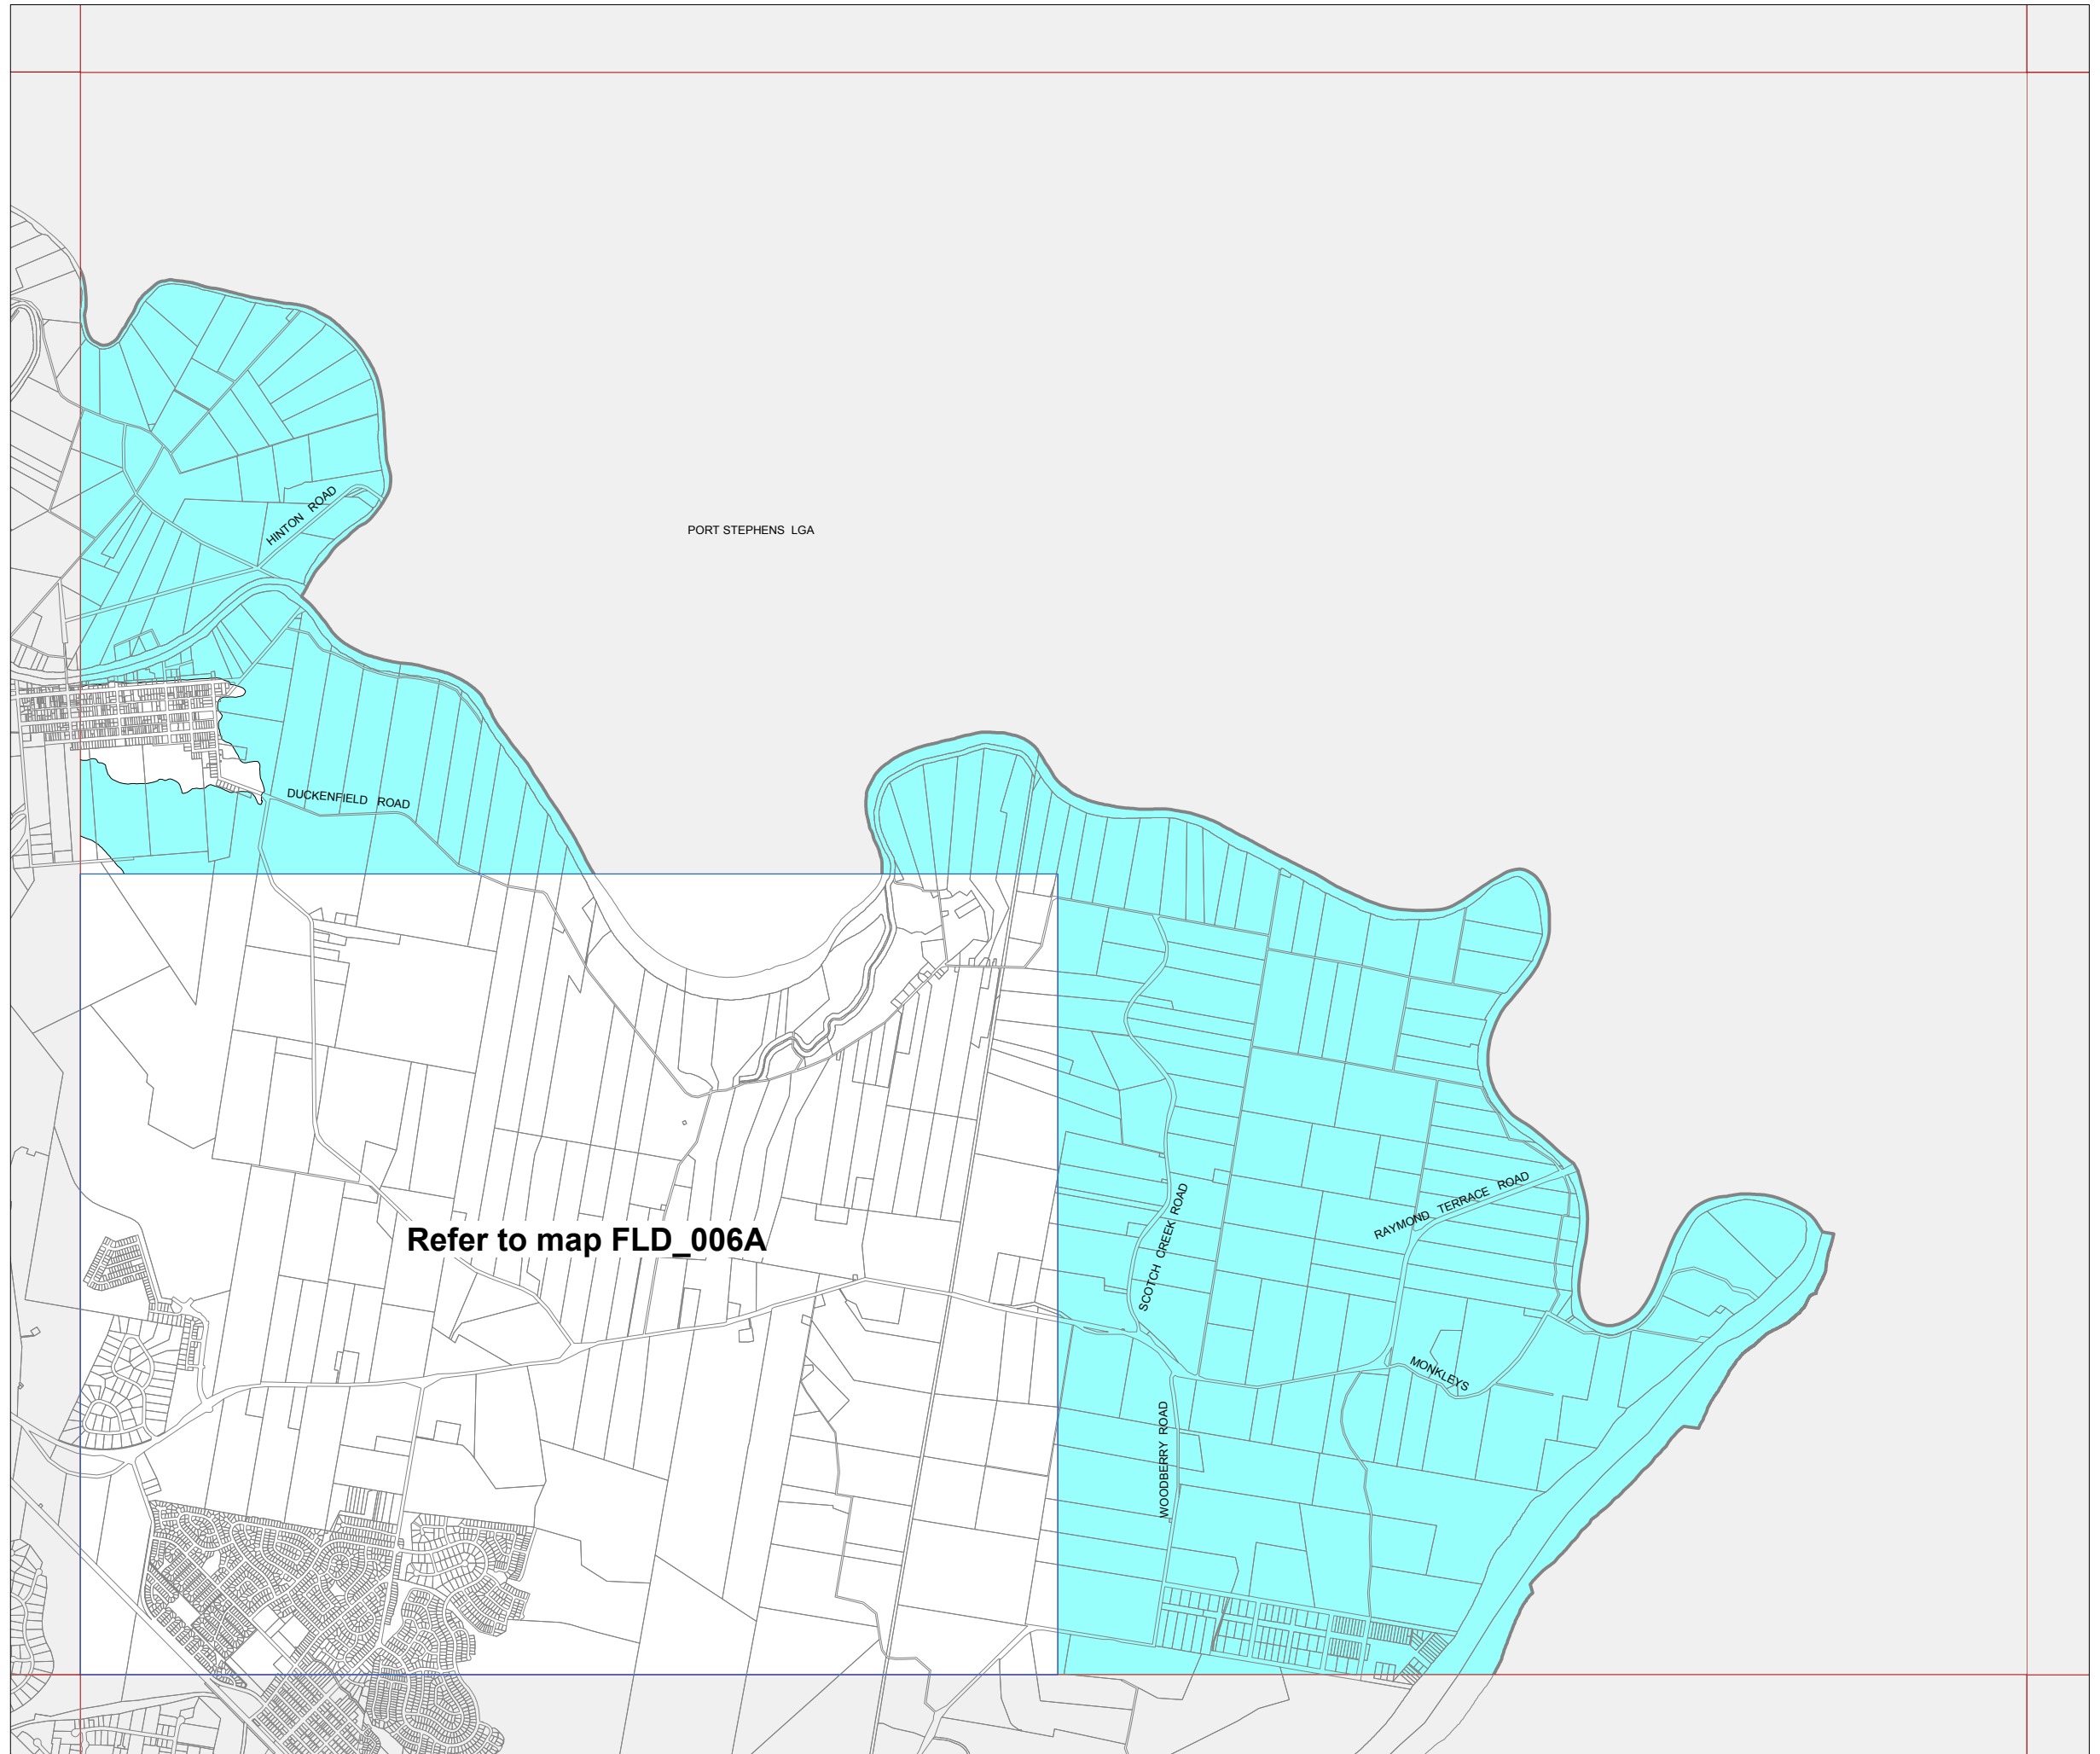 HINTON ROAD
PORT STEPHENS LGA
DUCKENFIELD ROAD
RAYMOND TERRACE ROAD
SCOTCH CREEK ROAD
Refer to map FLD_006A
MONKLEYS
WOODBERRY ROAD